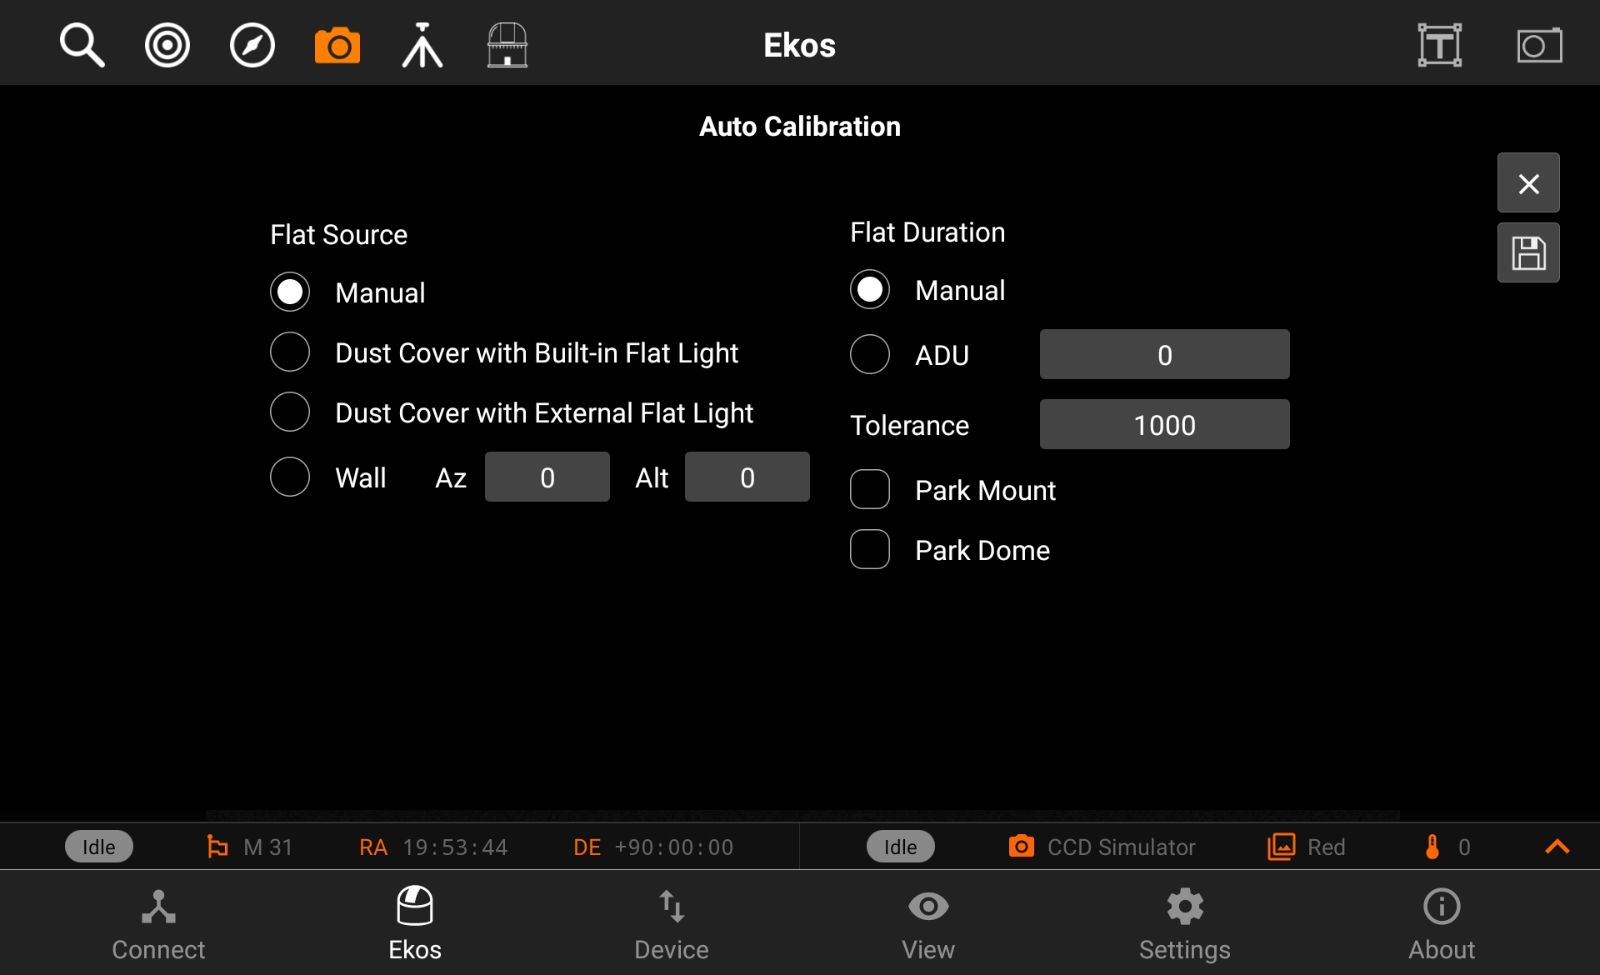 Ekos
Auto Calibration
Flat Source
Manual
Dust Cover with Built-in Flat Light
Dust Cover with External Flat Light
Wall Az 0 Alt 0
Flat Duration
Manual
ADU 0
Tolerance 1000
Park Mount
Park Dome
Idle M 31 RA 19:53:44 DE +90:00:00 Idle CCD Simulator Red 0
Connect Ekos Device View Settings About